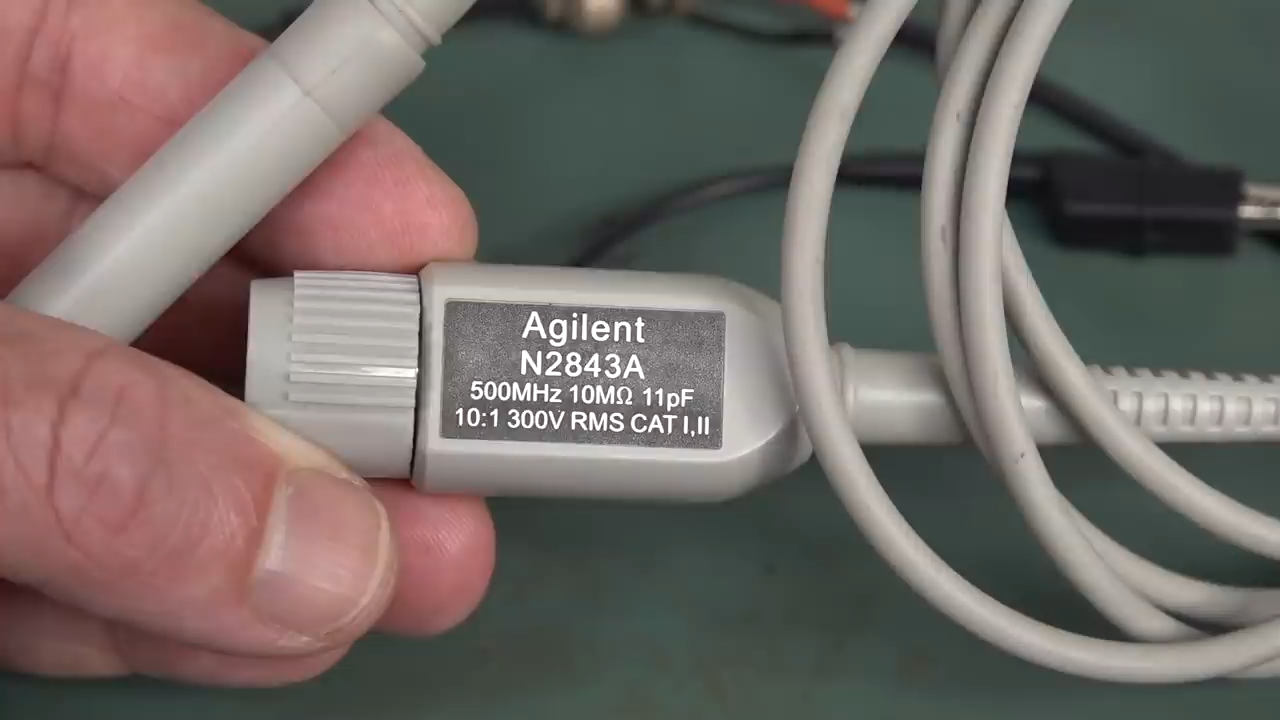 Agilent
N2843A
500MHz 10MΩ 11pF
10:1 300V RMS CAT I,II